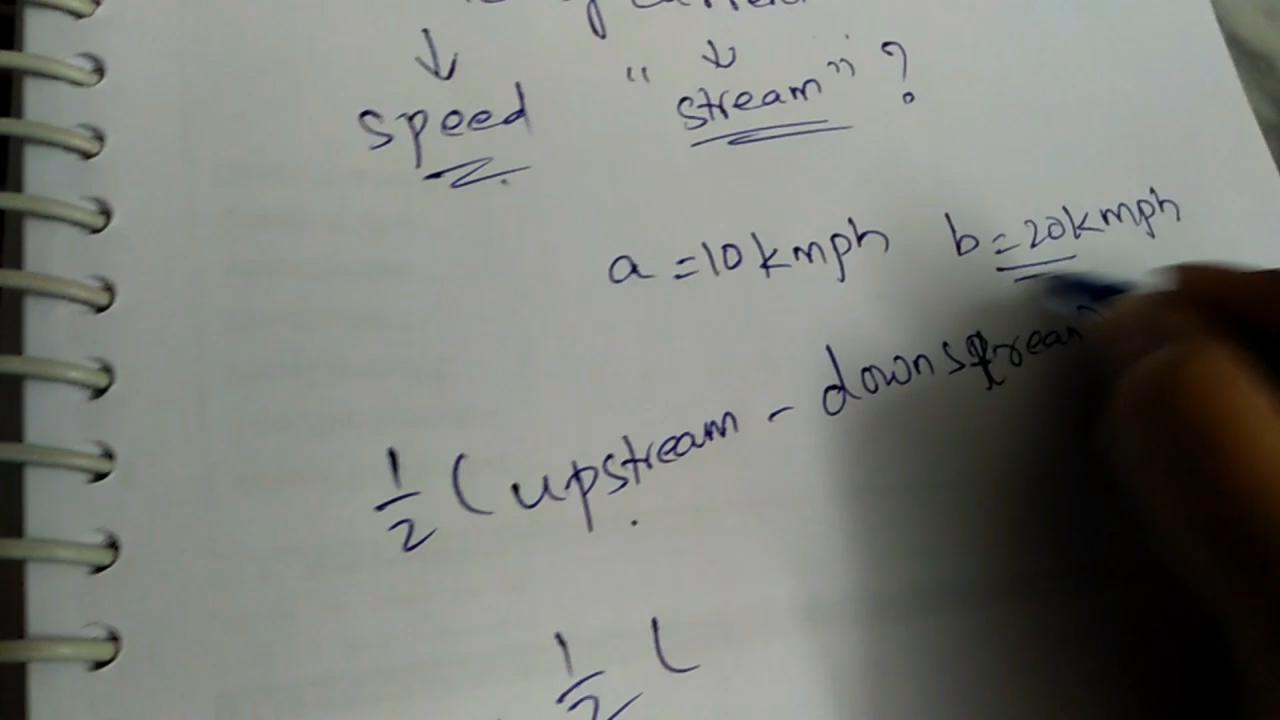 speed "stream" ?
a = 10 kmph b = 20 kmph
1/2 ( upstream - downstream
1/2 (